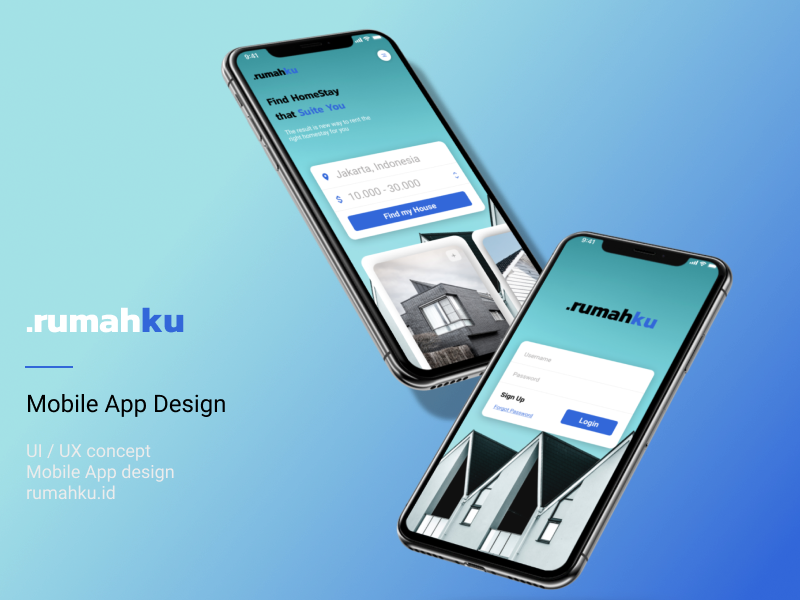 .rumahku
Mobile App Design
UI / UX concept
Mobile App design
rumahku.id
9:41
.rumahku
Find HomeStay
that Suite You
The result is new way to rent the
right homestay for you
Jakarta, Indonesia
$ 10.000 - 30.000
Find my House
9:41
.rumahku
Username
Password
Sign Up
Forgot Password
Login